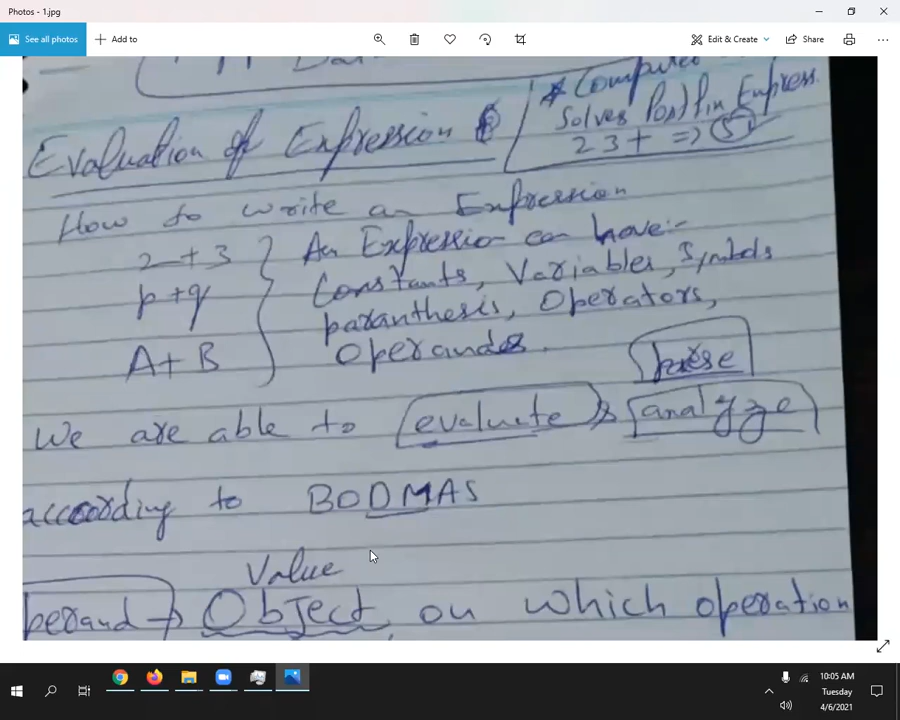 Photos - 1.jpg
See all photos
Add to
Edit & Create
Share
Evaluation of Expression
* Computer
Solves Postfix Express.
2 3 + => 5
How to write an Expression
2 + 3
p + q
A + B
An Expression can have:-
Constants, Variables, Symbols
paranthesis, Operators,
Operands.
parse
We are able to evaluate & analyze
according to BODMAS
Value
perand → Object, on which operation
10:05 AM
Tuesday
4/6/2021